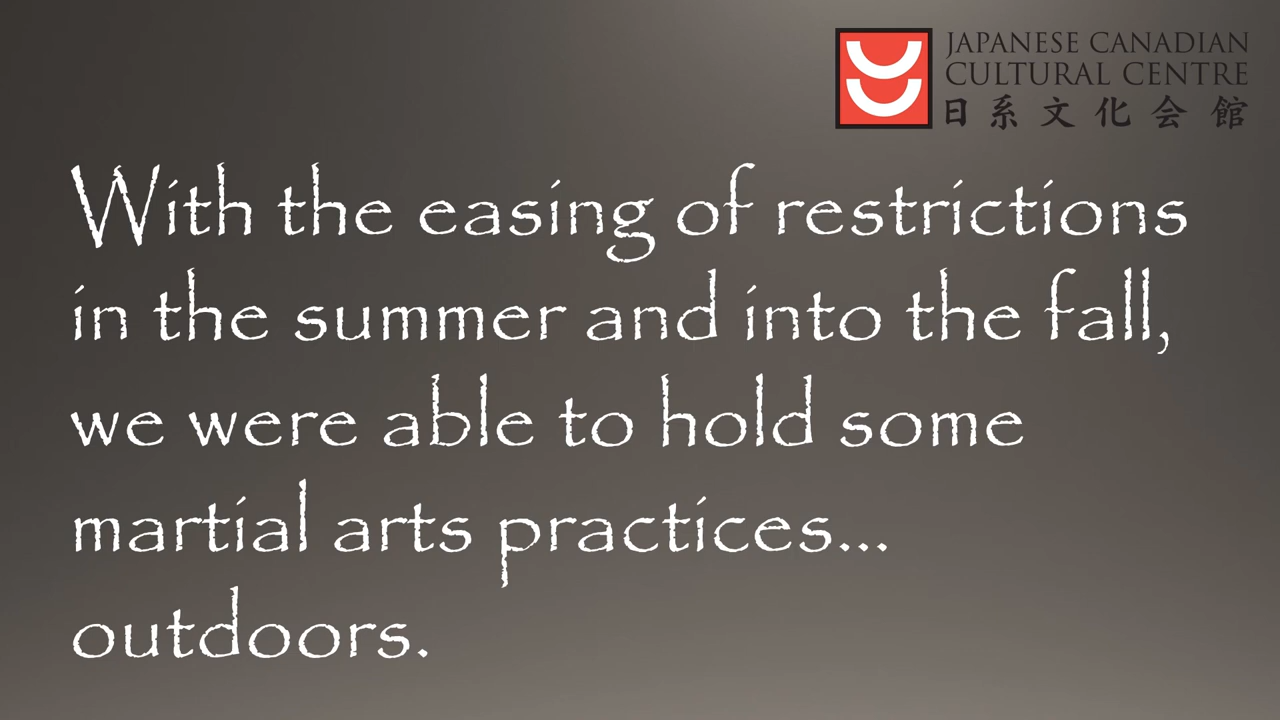 JAPANESE CANADIAN
CULTURAL CENTRE
日系文化会館
With the easing of restrictions
in the summer and into the fall,
we were able to hold some
martial arts practices...
outdoors.